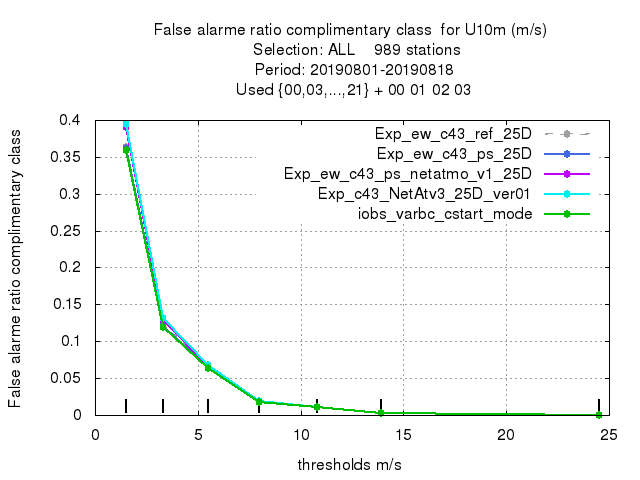 False alarme ratio complimentary class  for U10m (m/s)
Selection: ALL    989 stations
Period: 20190801-20190818
Used {00,03,...,21} + 00 01 02 03
False alarme ratio complimentary class
0.4
0.35
0.3
0.25
0.2
0.15
0.1
0.05
0
Exp_ew_c43_ref_25D
Exp_ew_c43_ps_25D
Exp_ew_c43_ps_netatmo_v1_25D
Exp_c43_NetAtv3_25D_ver01
iobs_varbc_cstart_mode
0 5 10 15 20 25
thresholds m/s